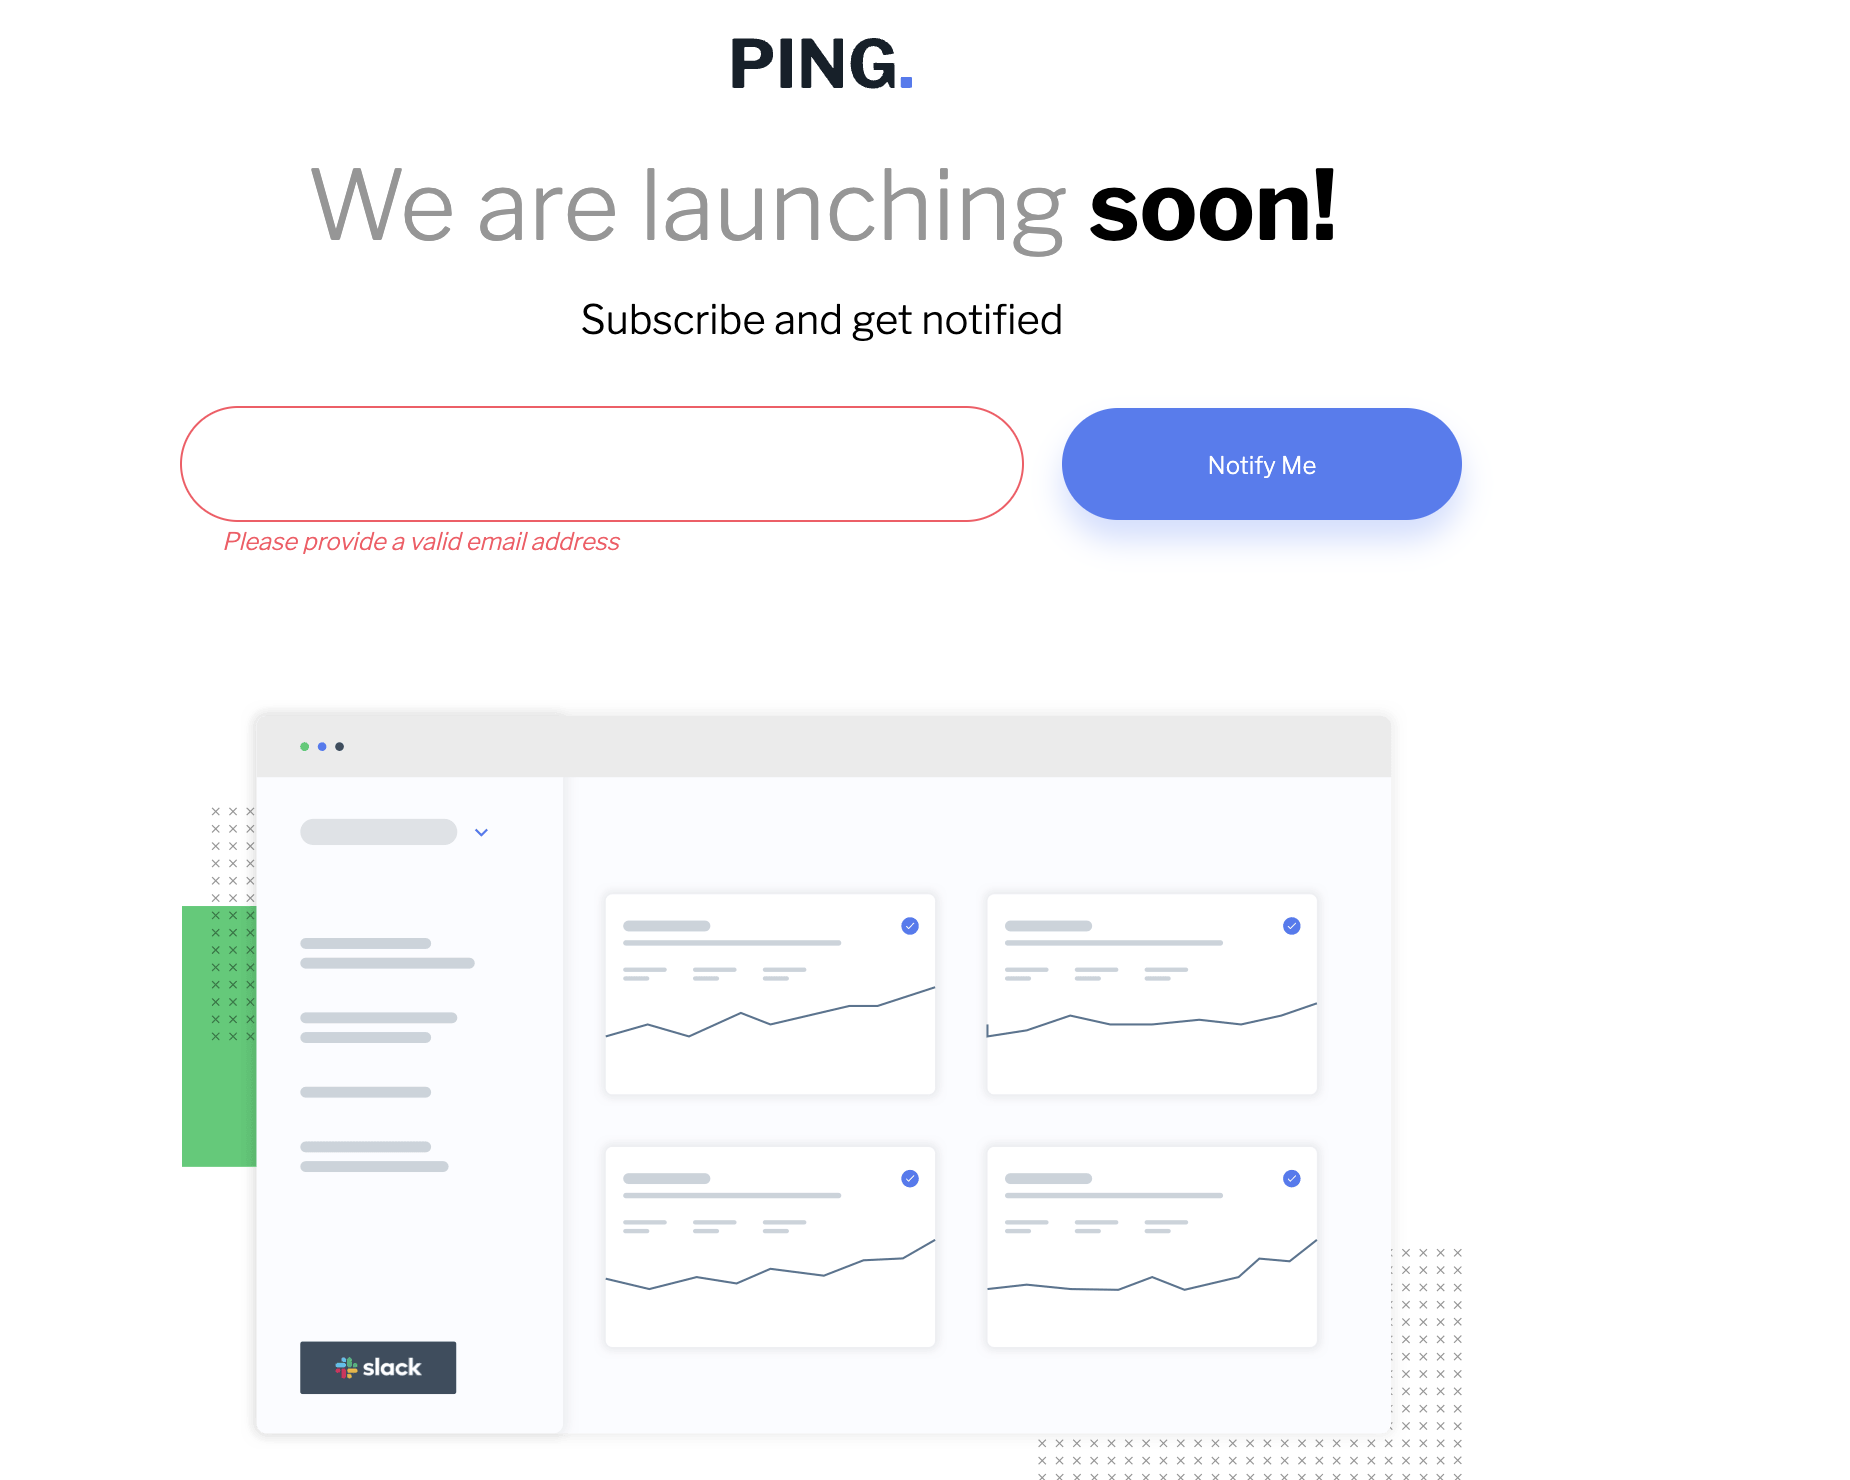 PING.
We are launching soon!
Subscribe and get notified
Notify Me
Please provide a valid email address
slack